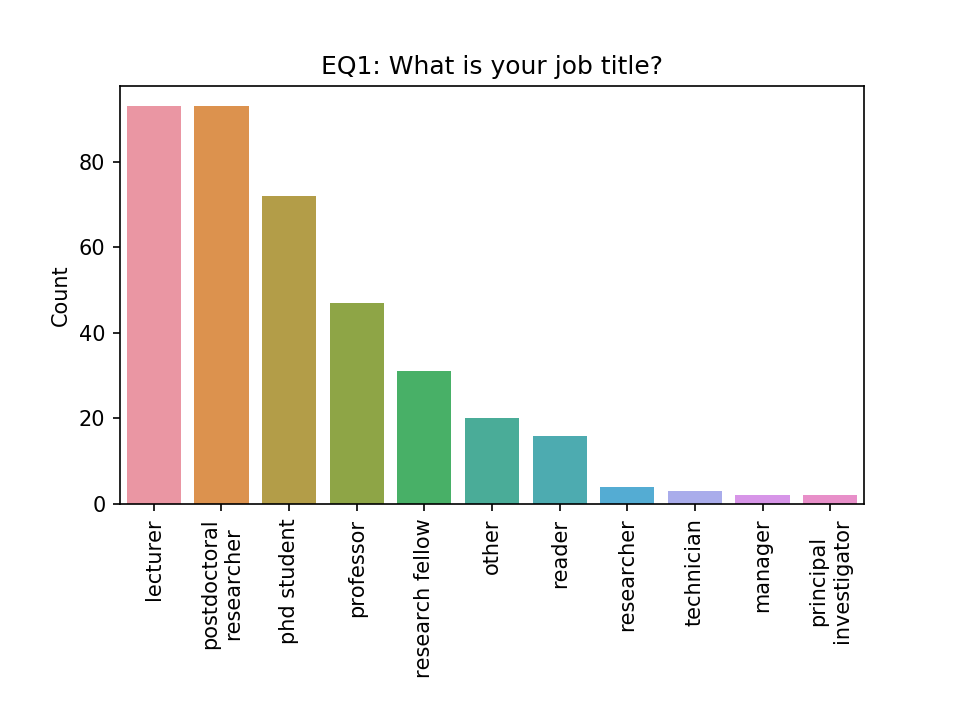 EQ1: What is your job title?
Count
80
60
40
20
0
lecturer
postdoctoral
researcher
phd student
professor
research fellow
other
reader
researcher
technician
manager
principal
investigator